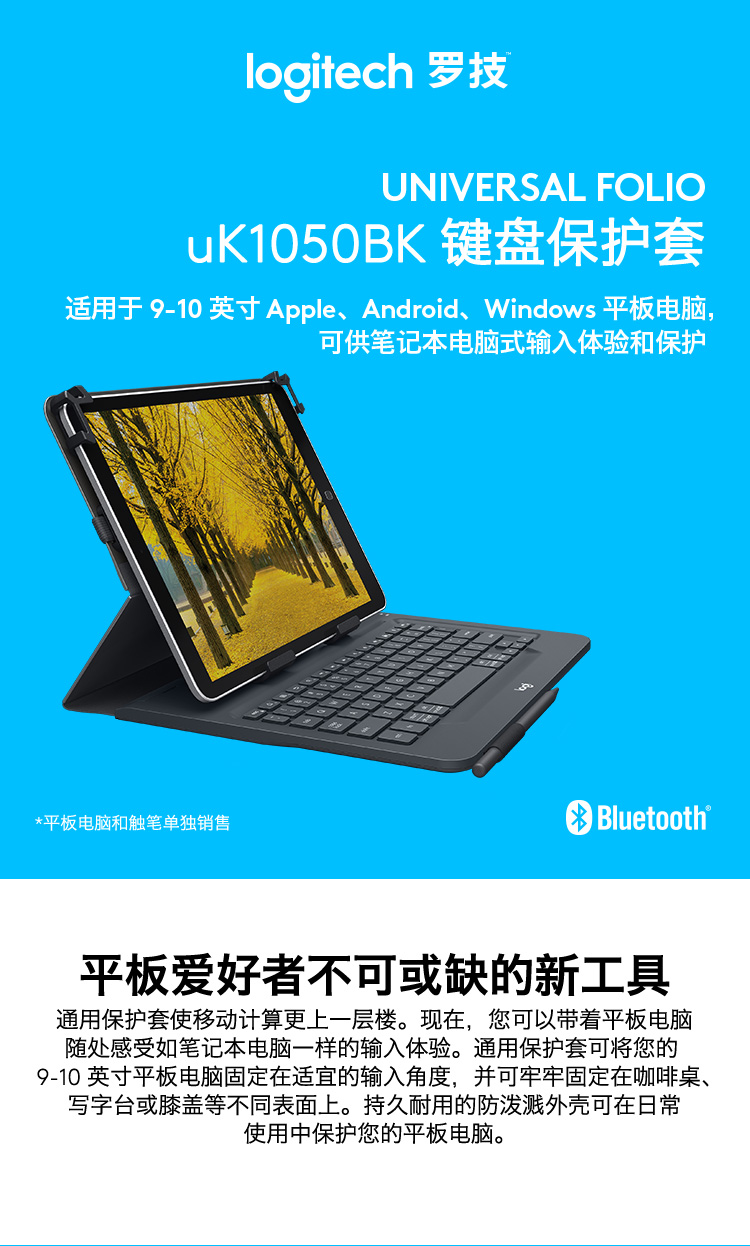 logitech 罗技™
UNIVERSAL FOLIO
uK1050BK 键盘保护套
适用于 9-10 英寸 Apple、Android、Windows 平板电脑，
可供笔记本电脑式输入体验和保护
logi
*平板电脑和触笔单独销售
Bluetooth®
平板爱好者不可或缺的新工具
通用保护套使移动计算更上一层楼。现在，您可以带着平板电脑
随处感受如笔记本电脑一样的输入体验。通用保护套可将您的
9-10 英寸平板电脑固定在适宜的输入角度，并可牢牢固定在咖啡桌、
写字台或膝盖等不同表面上。持久耐用的防泼溅外壳可在日常
使用中保护您的平板电脑。